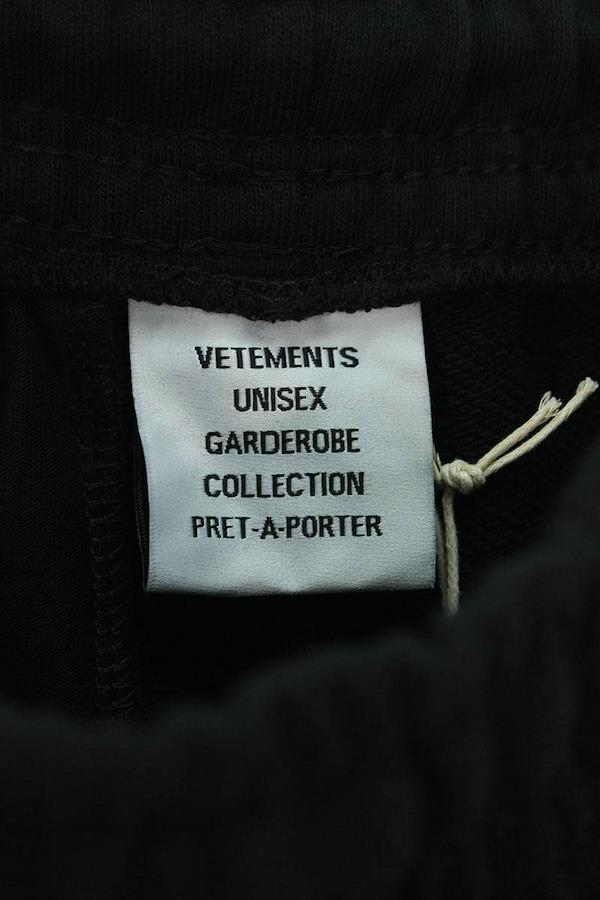 VETEMENTS
UNISEX
GARDEROBE
COLLECTION
PRET-A-PORTER